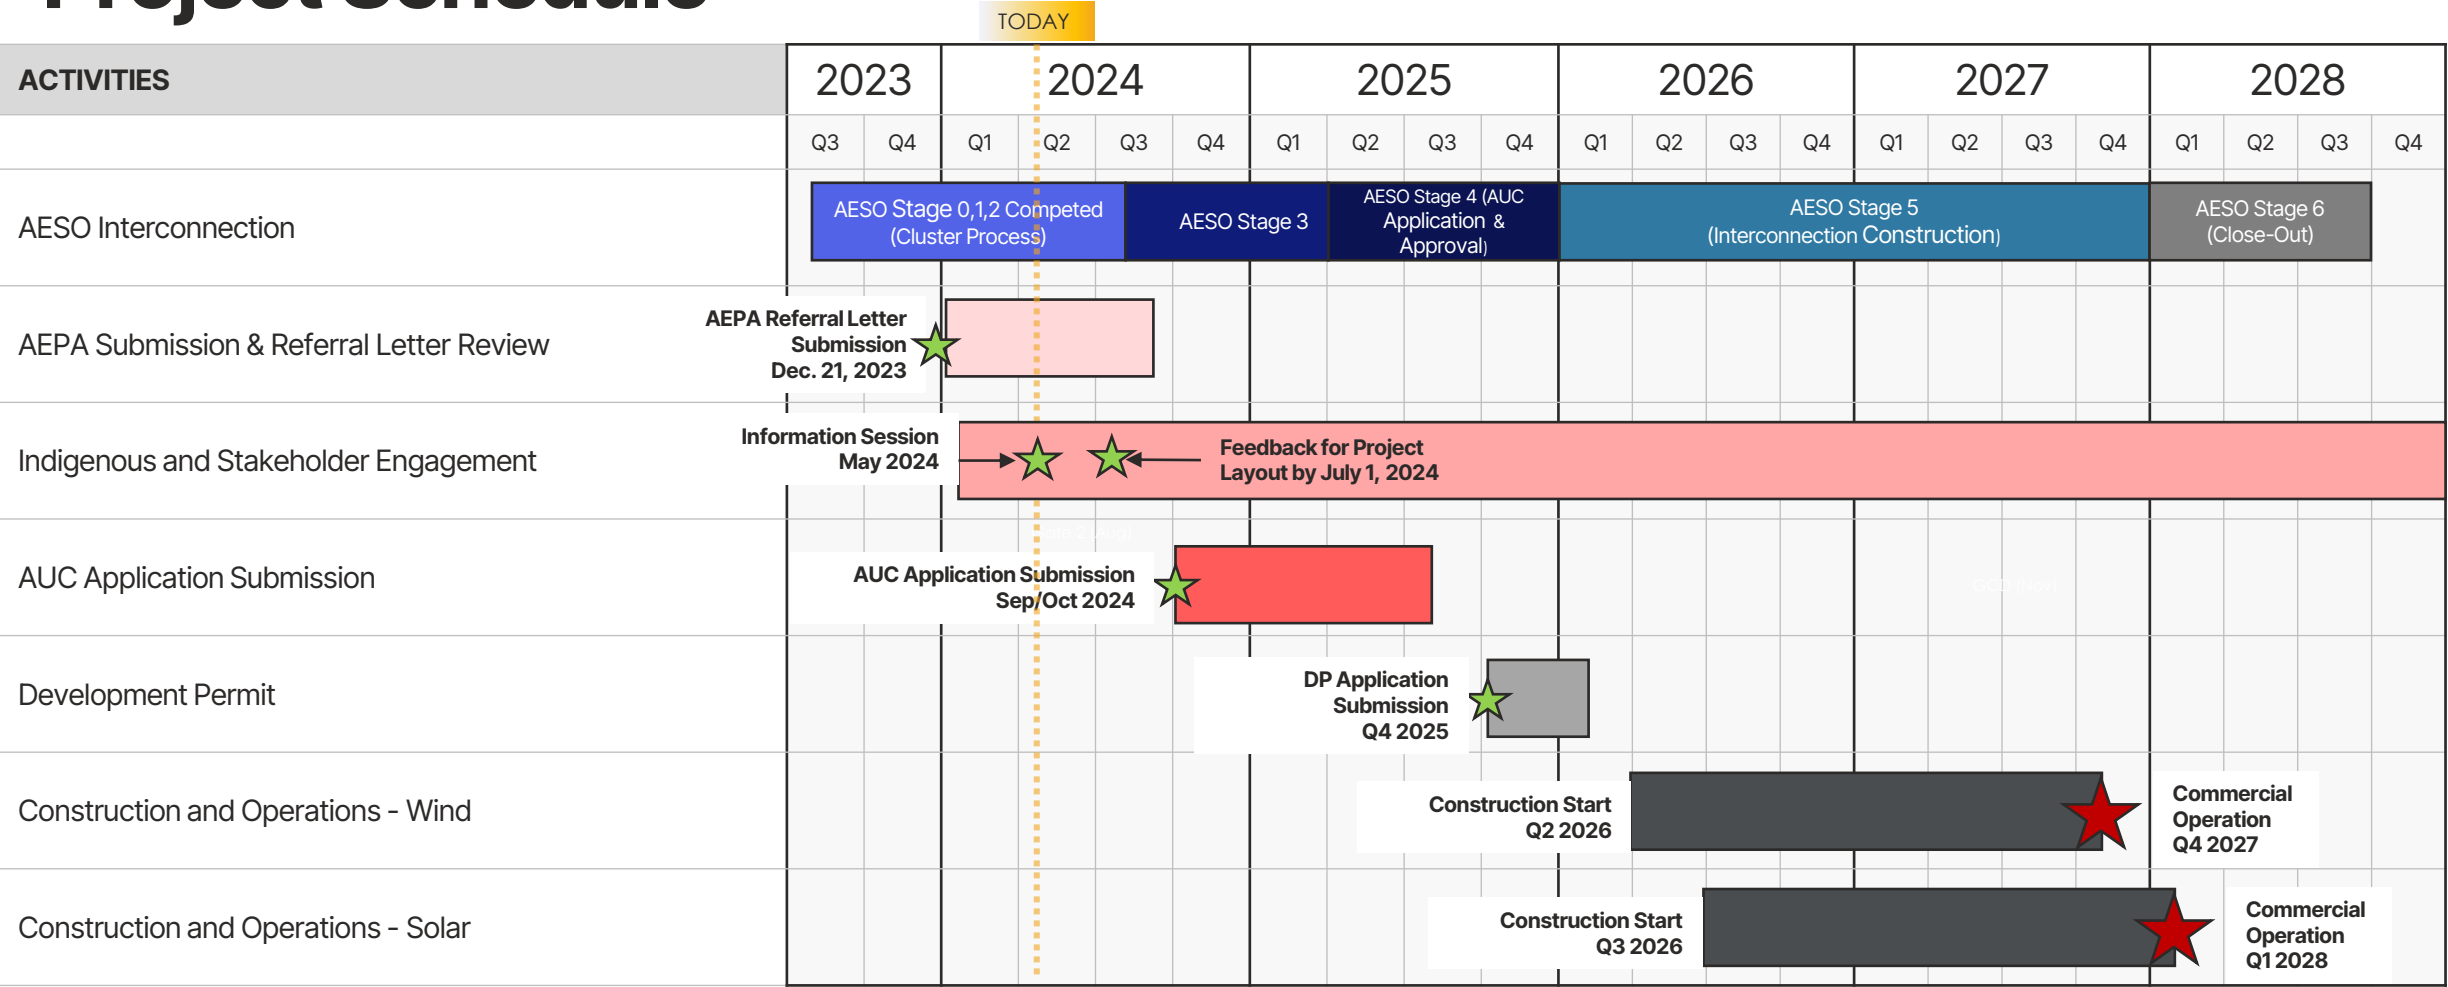 Project Schedule
TODAY
ACTIVITIES
2023
2024
2025
2026
2027
2028
Q3 Q4 Q1 Q2 Q3 Q4 Q1 Q2 Q3 Q4 Q1 Q2 Q3 Q4 Q1 Q2 Q3 Q4 Q1 Q2 Q3 Q4
AESO Interconnection
AESO Stage 0,1,2 Competed
(Cluster Process)
AESO Stage 3
AESO Stage 4 (AUC
Application &
Approval)
AESO Stage 5
(Interconnection Construction)
AESO Stage 6
(Close-Out)
AEPA Submission & Referral Letter Review
AEPA Referral Letter
Submission
Dec. 21, 2023
Indigenous and Stakeholder Engagement
Information Session
May 2024
Feedback for Project
Layout by July 1, 2024
AUC Application Submission
AUC Application Submission
Sep/Oct 2024
Development Permit
DP Application
Submission
Q4 2025
Construction and Operations - Wind
Construction Start
Q2 2026
Commercial
Operation
Q4 2027
Construction and Operations - Solar
Construction Start
Q3 2026
Commercial
Operation
Q1 2028